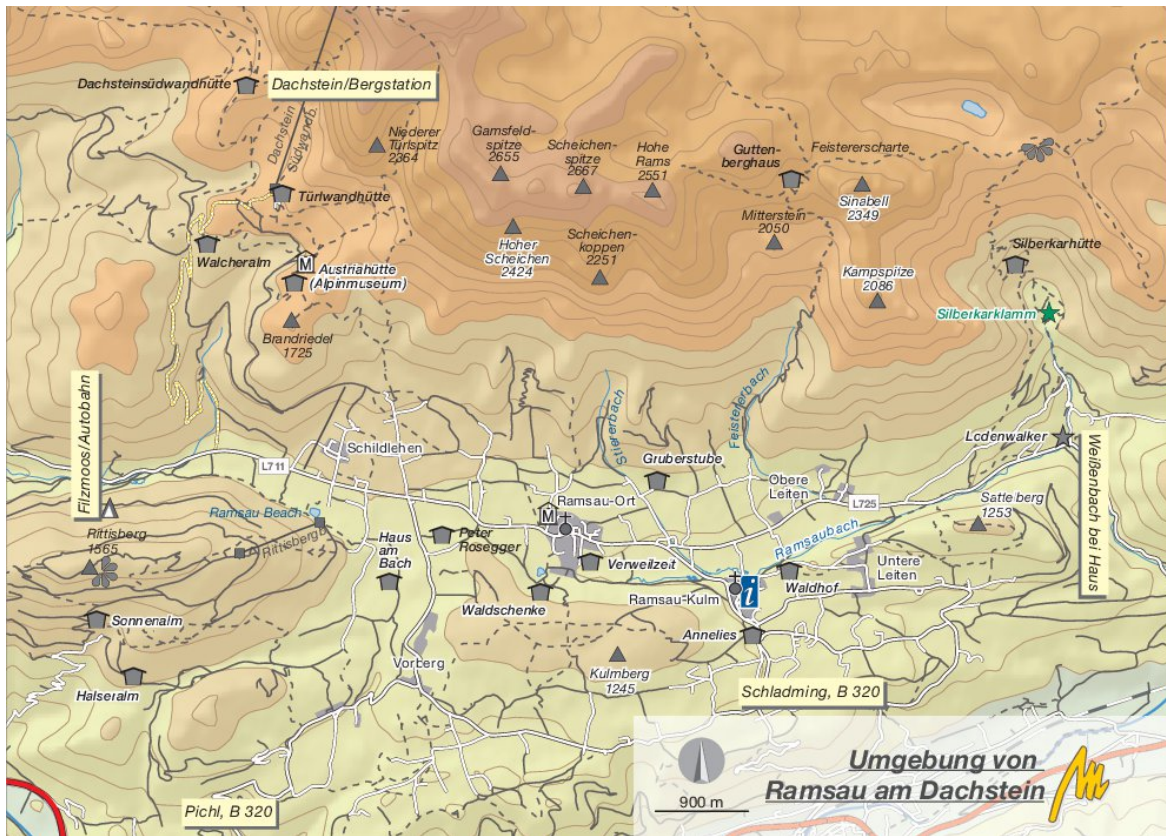 Dachsteinsüdwandhütte
Dachstein/Bergstation
Dachstein
Südwandb.
Niederer
Türlspitz
2364
Gamsfeld-
spitze
2655
Scheichen-
spitze
2667
Hohe
Rams
2551
Gutten-
berghaus
Feistererscharte
Türlwandhütte
Sinabell
2349
Walcheralm
Hoher
Scheichen
2424
Scheichen-
koppen
2251
Mitterstein
2050
Silberkarhütte
M
Austriahütte
(Alpinmuseum)
Kampspitze
2086
Silberkarklamm
Brandriedel
1725
Filzmoos/Autobahn
Stiererbach
Feistererbach
Schildlehen
Lodenwalker
Weißenbach bei Haus
L711
Gruberstube
Obere
Leiten
L725
Ramsau Beach
Ramsau-Ort
M
Sattelberg
1253
Rittisberg
1565
Rittisbergb.
Peter
Rosegger
Ramsaubach
Haus
am
Bach
Verweilzeit
Untere
Leiten
Waldhof
Waldschenke
Ramsau-Kulm
i
Sonnenalm
Annelies
Vorberg
Kulmberg
1245
Halseralm
Schladming, B 320
Pichl, B 320
900 m
Umgebung von
Ramsau am Dachstein